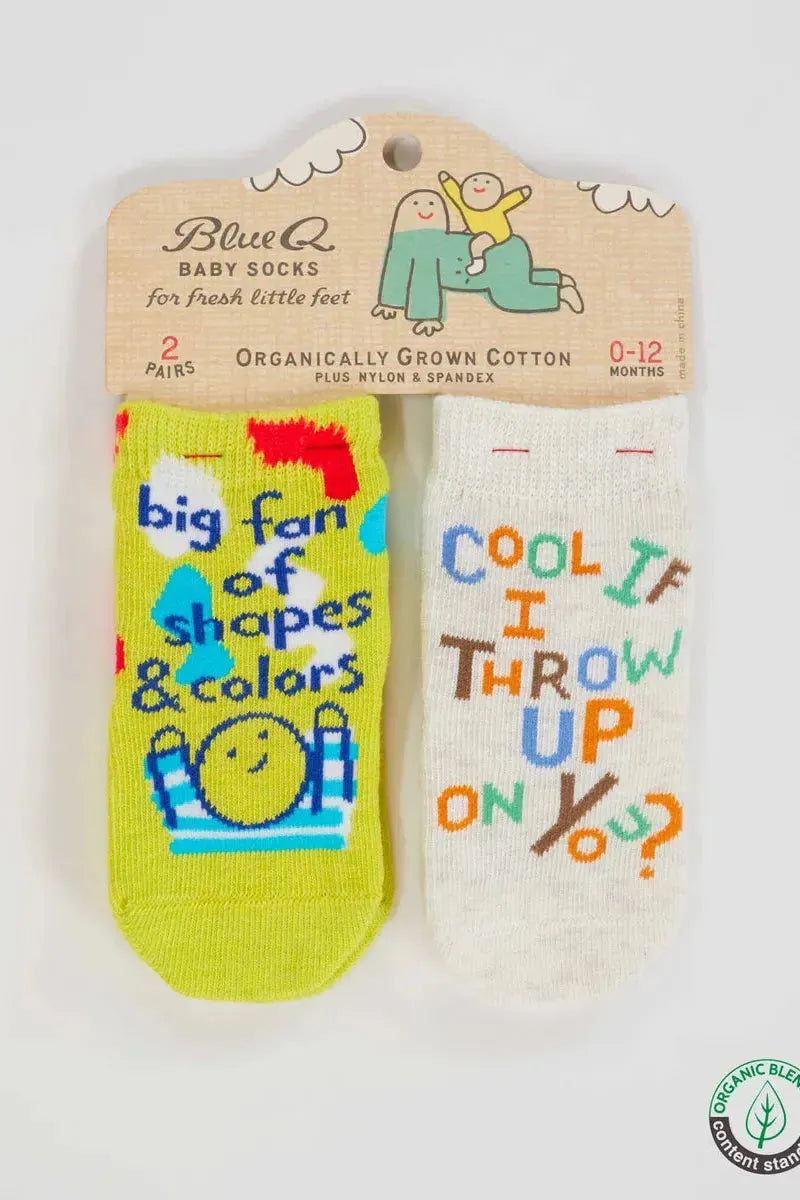 Blue Q
BABY SOCKS
for fresh little feet
2
PAIRS
ORGANICALLY GROWN COTTON
PLUS NYLON & SPANDEX
0-12
MONTHS
made in china
big fan
of
shapes
& colors
COOL IF
I
THROW
UP
ON YOU?
ORGANIC BLEN
content stand